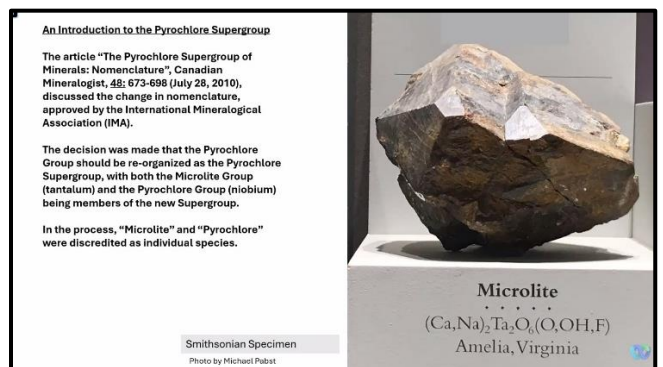 An Introduction to the Pyrochlore Supergroup
The article “The Pyrochlore Supergroup of
Minerals: Nomenclature”, Canadian
Mineralogist, 48: 673-698 (July 28, 2010),
discussed the change in nomenclature,
approved by the International Mineralogical
Association (IMA).
The decision was made that the Pyrochlore
Group should be re-organized as the Pyrochlore
Supergroup, with both the Microlite Group
(tantalum) and the Pyrochlore Group (niobium)
being members of the new Supergroup.
In the process, “Microlite” and “Pyrochlore”
were discredited as individual species.
Smithsonian Specimen
Photo by Michael Pabst
Microlite
(Ca,Na)₂Ta₂O₆(O,OH,F)
Amelia, Virginia